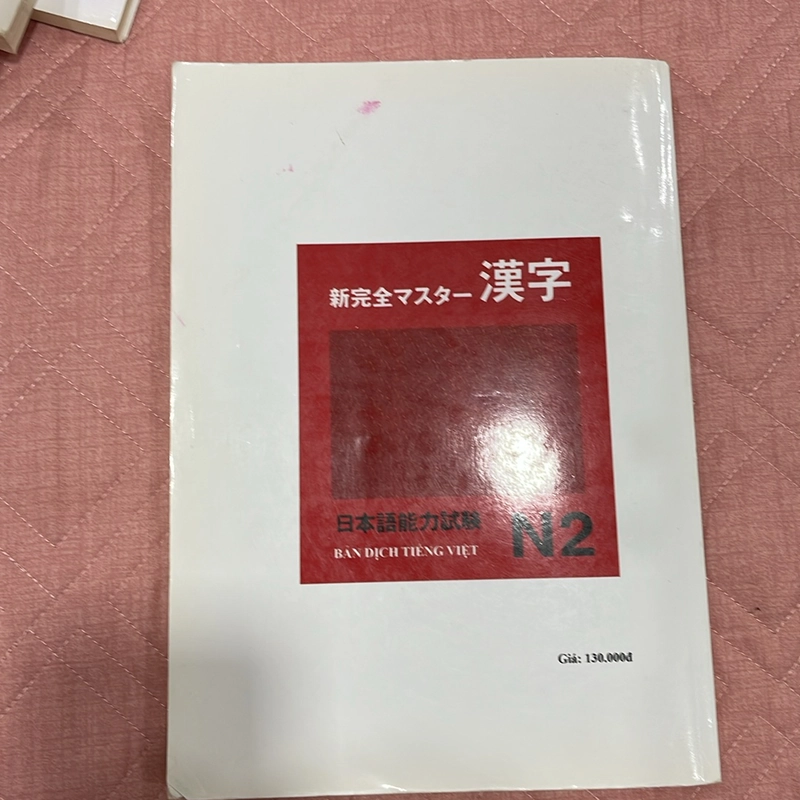 新完全マスター 漢字
日本語能力試験 N2
BẢN DỊCH TIẾNG VIỆT
Giá: 130.000đ